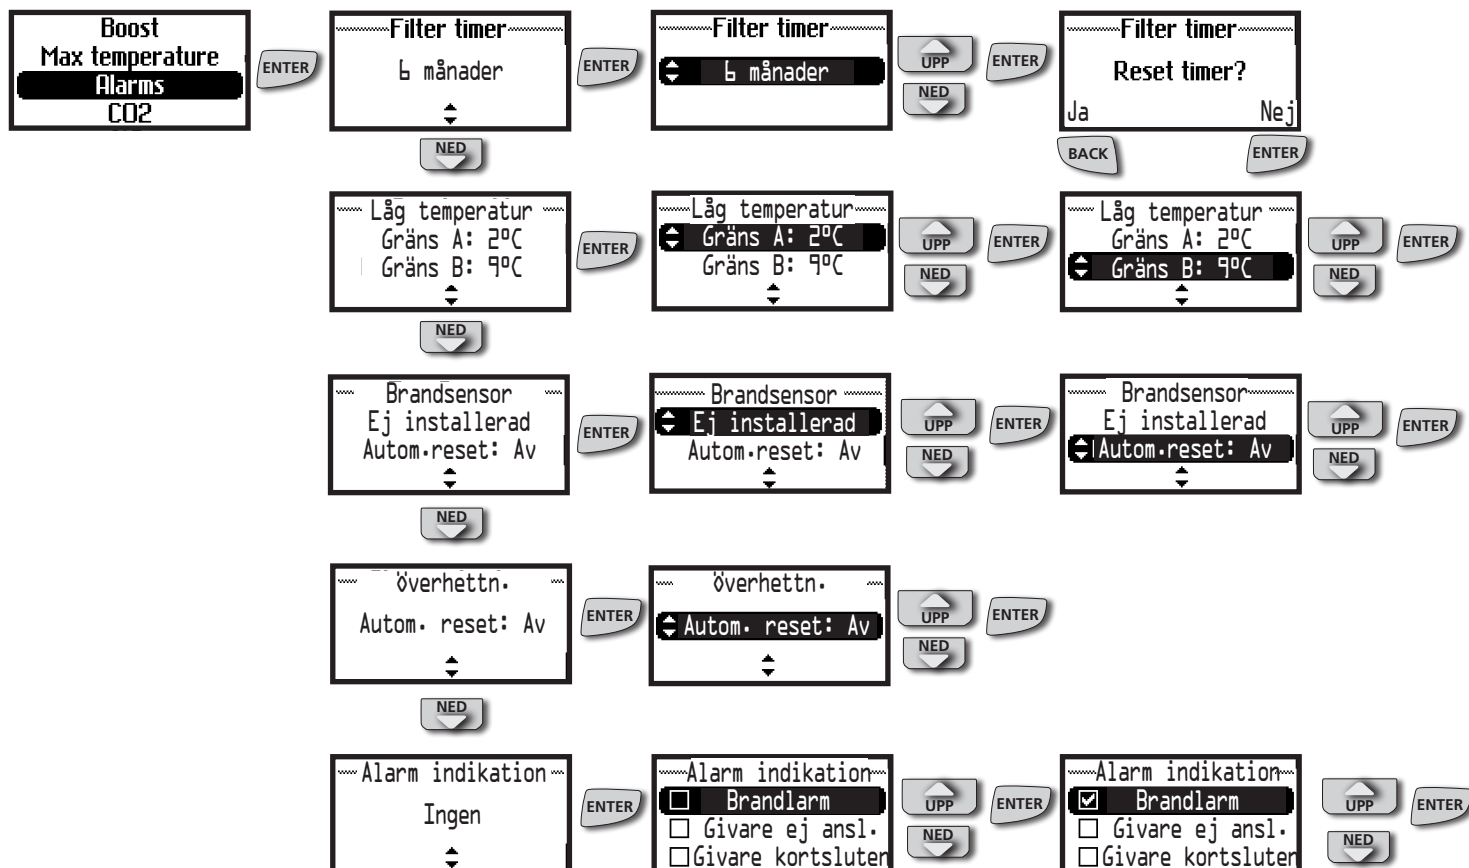 Boost
Max temperature
Alarms
CO2
ENTER
Filter timer
6 månader
ENTER
Filter timer
6 månader
UPP
NED
ENTER
Filter timer
Reset timer?
Ja Nej
BACK
ENTER
NED
Låg temperatur
Gräns A: 2ºC
Gräns B: 9ºC
ENTER
Låg temperatur
Gräns A: 2ºC
Gräns B: 9ºC
UPP
NED
ENTER
Låg temperatur
Gräns A: 2ºC
Gräns B: 9ºC
UPP
NED
ENTER
NED
Brandsensor
Ej installerad
Autom.reset: Av
ENTER
Brandsensor
Ej installerad
Autom.reset: Av
UPP
NED
ENTER
Brandsensor
Ej installerad
Autom.reset: Av
UPP
NED
ENTER
NED
Överhettn.
Autom. reset: Av
ENTER
Överhettn.
Autom. reset: Av
UPP
NED
ENTER
NED
Alarm indikation
Ingen
ENTER
Alarm indikation
Brandlarm
Givare ej ansl.
Givare kortsluten
UPP
NED
ENTER
Alarm indikation
Brandlarm
Givare ej ansl.
Givare kortsluten
UPP
NED
ENTER